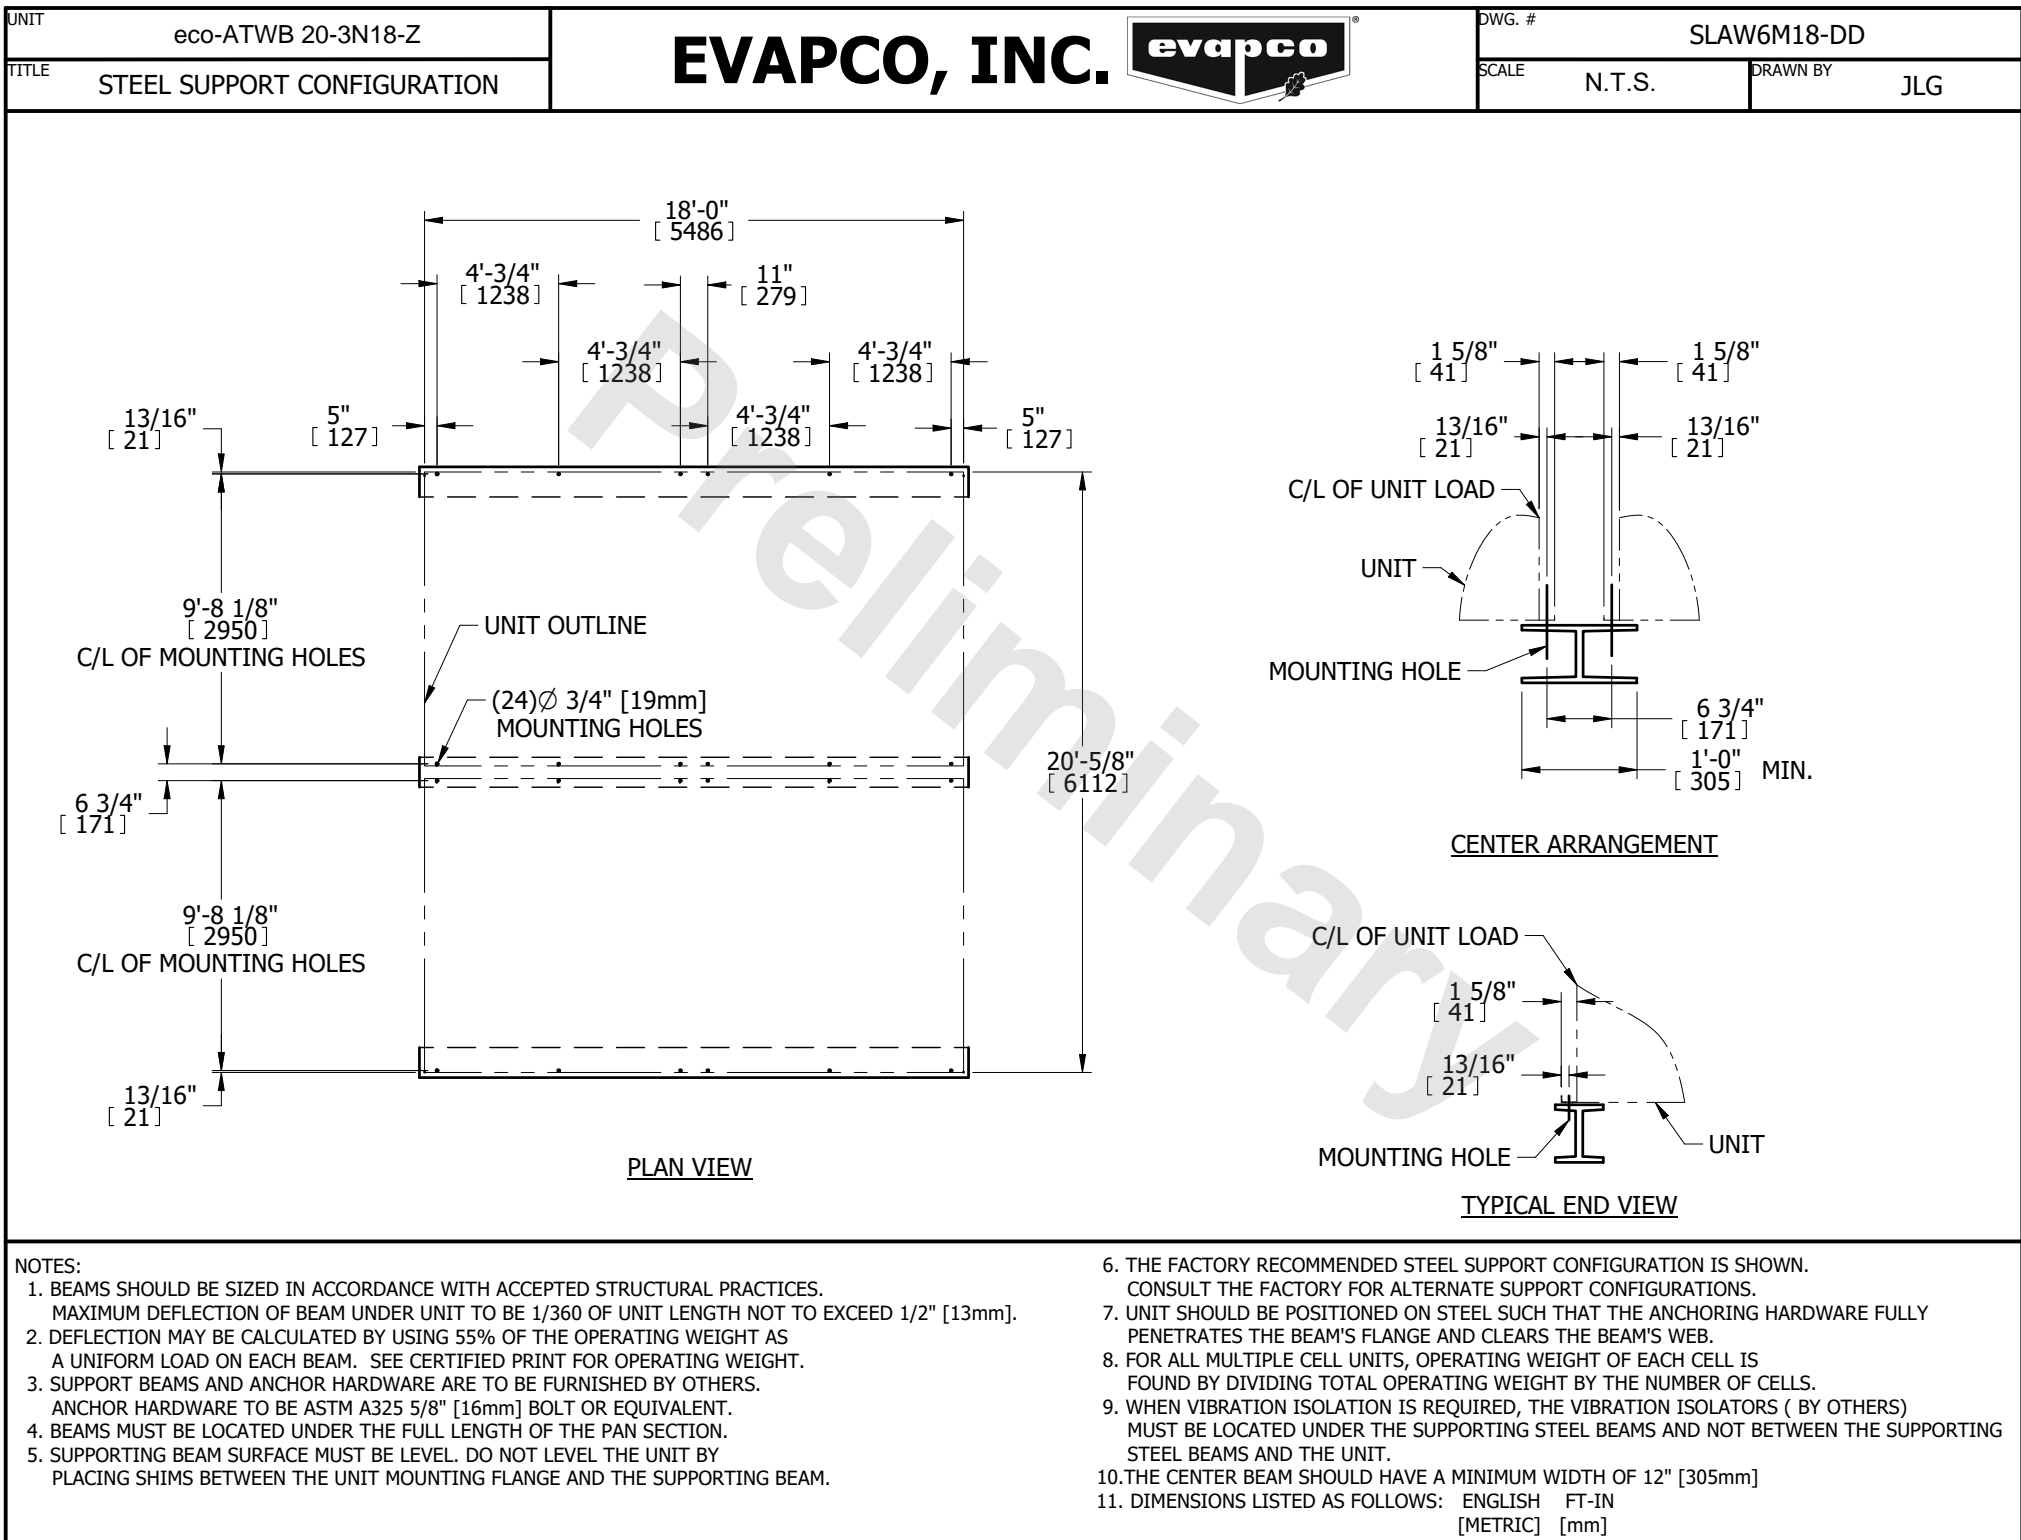 UNIT
eco-ATWB 20-3N18-Z
TITLE
STEEL SUPPORT CONFIGURATION
EVAPCO, INC.
evapco
®
DWG. #
SLAW6M18-DD
SCALE
N.T.S.
DRAWN BY
JLG
18'-0"
[ 5486 ]
4'-3/4"
[ 1238 ]
11"
[ 279 ]
4'-3/4"
[ 1238 ]
4'-3/4"
[ 1238 ]
13/16"
[ 21 ]
5"
[ 127 ]
4'-3/4"
[ 1238 ]
5"
[ 127 ]
9'-8 1/8"
[ 2950 ]
C/L OF MOUNTING HOLES
UNIT OUTLINE
(24)∅ 3/4" [19mm]
MOUNTING HOLES
6 3/4"
[ 171 ]
20'-5/8"
[ 6112 ]
9'-8 1/8"
[ 2950 ]
C/L OF MOUNTING HOLES
13/16"
[ 21 ]
PLAN VIEW
1 5/8"
[ 41 ]
1 5/8"
[ 41 ]
13/16"
[ 21 ]
13/16"
[ 21 ]
C/L OF UNIT LOAD
UNIT
MOUNTING HOLE
6 3/4"
[ 171 ]
1'-0"
[ 305 ]
MIN.
CENTER ARRANGEMENT
C/L OF UNIT LOAD
1 5/8"
[ 41 ]
13/16"
[ 21 ]
MOUNTING HOLE
UNIT
TYPICAL END VIEW
Preliminary
NOTES:
1. BEAMS SHOULD BE SIZED IN ACCORDANCE WITH ACCEPTED STRUCTURAL PRACTICES.
MAXIMUM DEFLECTION OF BEAM UNDER UNIT TO BE 1/360 OF UNIT LENGTH NOT TO EXCEED 1/2" [13mm].
2. DEFLECTION MAY BE CALCULATED BY USING 55% OF THE OPERATING WEIGHT AS
A UNIFORM LOAD ON EACH BEAM. SEE CERTIFIED PRINT FOR OPERATING WEIGHT.
3. SUPPORT BEAMS AND ANCHOR HARDWARE ARE TO BE FURNISHED BY OTHERS.
ANCHOR HARDWARE TO BE ASTM A325 5/8" [16mm] BOLT OR EQUIVALENT.
4. BEAMS MUST BE LOCATED UNDER THE FULL LENGTH OF THE PAN SECTION.
5. SUPPORTING BEAM SURFACE MUST BE LEVEL. DO NOT LEVEL THE UNIT BY
PLACING SHIMS BETWEEN THE UNIT MOUNTING FLANGE AND THE SUPPORTING BEAM.
6. THE FACTORY RECOMMENDED STEEL SUPPORT CONFIGURATION IS SHOWN.
CONSULT THE FACTORY FOR ALTERNATE SUPPORT CONFIGURATIONS.
7. UNIT SHOULD BE POSITIONED ON STEEL SUCH THAT THE ANCHORING HARDWARE FULLY
PENETRATES THE BEAM'S FLANGE AND CLEARS THE BEAM'S WEB.
8. FOR ALL MULTIPLE CELL UNITS, OPERATING WEIGHT OF EACH CELL IS
FOUND BY DIVIDING TOTAL OPERATING WEIGHT BY THE NUMBER OF CELLS.
9. WHEN VIBRATION ISOLATION IS REQUIRED, THE VIBRATION ISOLATORS ( BY OTHERS)
MUST BE LOCATED UNDER THE SUPPORTING STEEL BEAMS AND NOT BETWEEN THE SUPPORTING
STEEL BEAMS AND THE UNIT.
10.THE CENTER BEAM SHOULD HAVE A MINIMUM WIDTH OF 12" [305mm]
11. DIMENSIONS LISTED AS FOLLOWS: ENGLISH FT-IN
[METRIC] [mm]